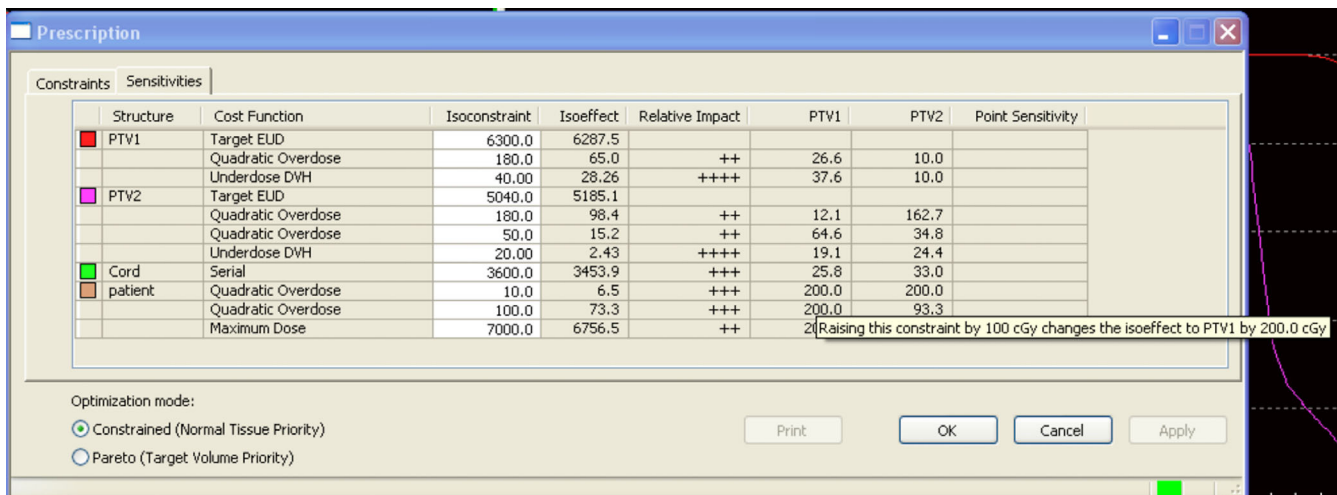 Prescription
Constraints Sensitivities
Structure Cost Function Isoconstraint Isoeffect Relative Impact PTV1 PTV2 Point Sensitivity
PTV1 Target EUD 6300.0 6287.5
Quadratic Overdose 180.0 65.0 ++ 26.6 10.0
Underdose DVH 40.00 28.26 ++++ 37.6 10.0
PTV2 Target EUD 5040.0 5185.1
Quadratic Overdose 180.0 98.4 ++ 12.1 162.7
Quadratic Overdose 50.0 15.2 ++ 64.6 34.8
Underdose DVH 20.00 2.43 ++++ 19.1 24.4
Cord Serial 3600.0 3453.9 +++ 25.8 33.0
patient Quadratic Overdose 10.0 6.5 +++ 200.0 200.0
Quadratic Overdose 100.0 73.3 +++ 200.0 93.3
Maximum Dose 7000.0 6756.5 ++
Raising this constraint by 100 cGy changes the isoeffect to PTV1 by 200.0 cGy
Optimization mode:
Constrained (Normal Tissue Priority)
Print OK Cancel Apply
Pareto (Target Volume Priority)